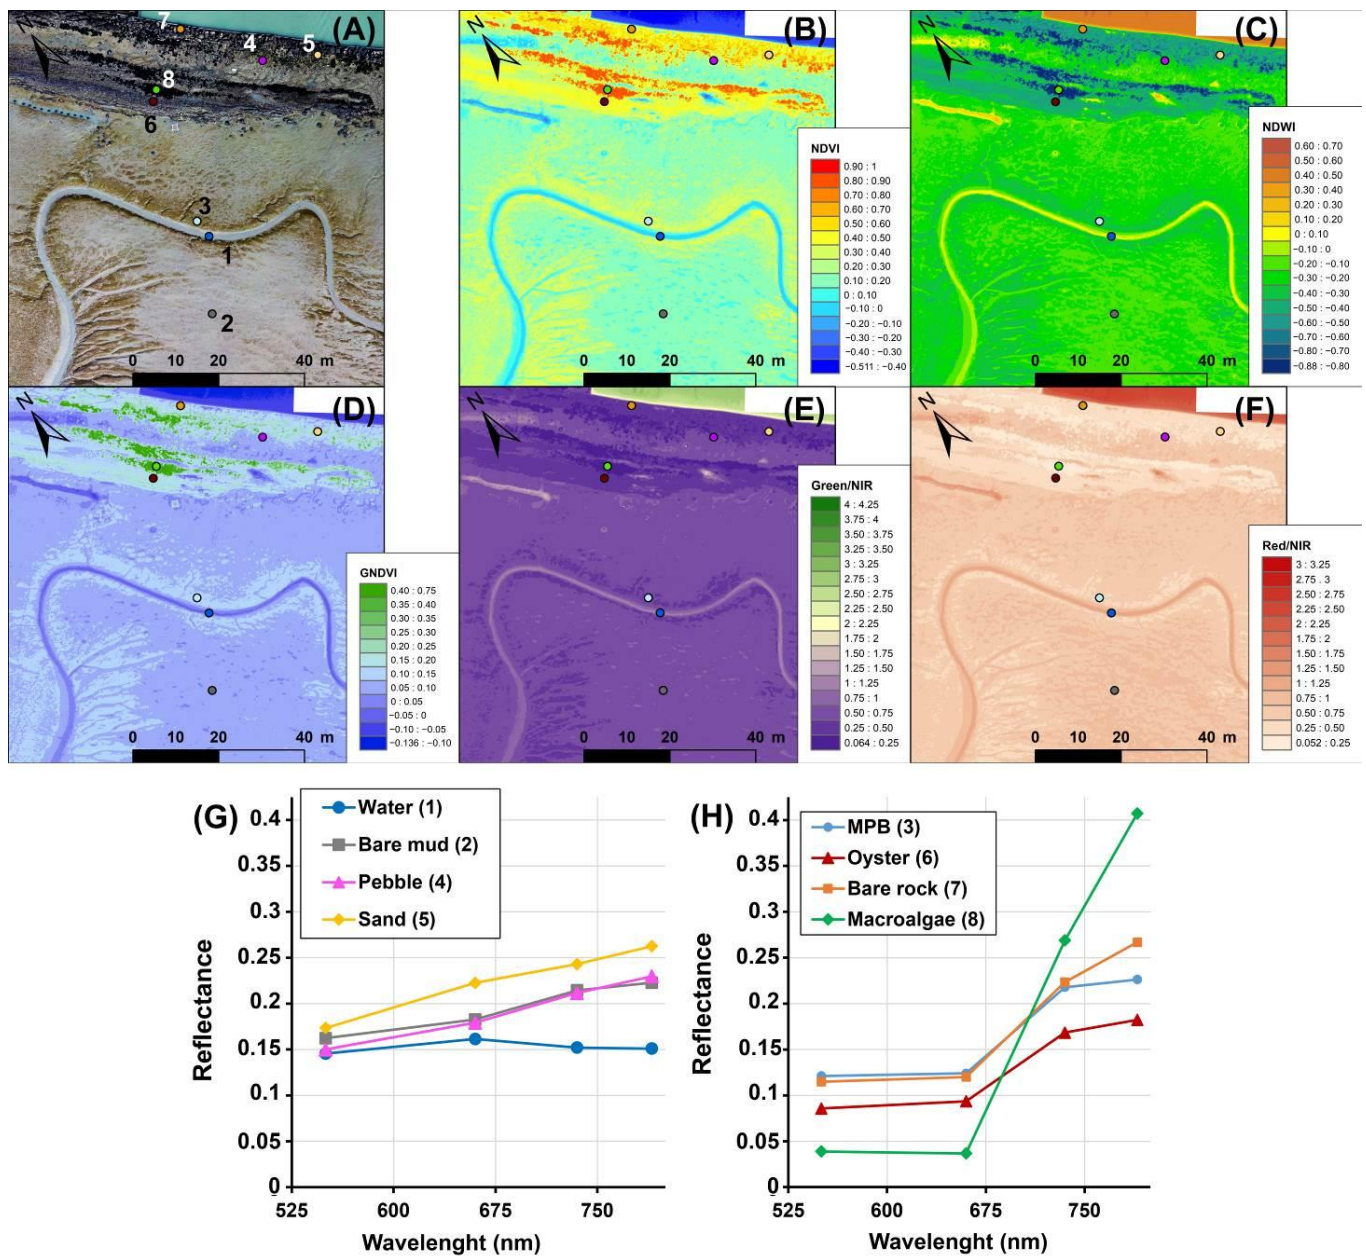 N
(A)
7
4
5
8
6
3
1
2
0 10 20 40 m
N
(B)
NDVI
0.90 : 1
0.80 : 0.90
0.70 : 0.80
0.60 : 0.70
0.50 : 0.60
0.40 : 0.50
0.20 : 0.30
0.10 : 0.20
0 : 0.10
−0.10 : 0
−0.20 : −0.10
−0.30 : −0.20
−0.40 : −0.30
−0.511 : −0.40
0 10 20 40 m
N
(C)
NDWI
0.60 : 0.70
0.50 : 0.60
0.40 : 0.50
0.30 : 0.40
0.20 : 0.30
0.10 : 0.20
0 : 0.10
−0.10 : 0
−0.20 : −0.10
−0.30 : −0.20
−0.40 : −0.30
−0.50 : −0.40
−0.60 : −0.50
−0.70 : −0.60
−0.80 : −0.70
−0.88 : −0.80
0 10 20 40 m
N
(D)
GNDVI
0.40 : 0.75
0.35 : 0.40
0.30 : 0.35
0.25 : 0.30
0.20 : 0.25
0.15 : 0.20
0.10 : 0.15
0.05 : 0.10
0 : 0.05
−0.05 : 0
−0.10 : −0.05
−0.136 : −0.10
0 10 20 40 m
N
(E)
Green/NIR
4 : 4.25
3.75 : 4
3.50 : 3.75
3.25 : 3.50
3 : 3.25
2.75 : 3
2.25 : 2.50
2 : 2.25
1.75 : 2
1.50 : 1.75
1.25 : 1.50
1 : 1.25
0.75 : 1
0.50 : 0.75
0.25 : 0.50
0.064 : 0.25
0 10 20 40 m
N
(F)
Red/NIR
3 : 3.25
2.75 : 3
2.50 : 2.75
2.25 : 2.50
2 : 2.25
1.75 : 2
1.50 : 1.75
1.25 : 1.50
1 : 1.25
0.75 : 1
0.50 : 0.75
0.25 : 0.50
0.052 : 0.25
0 10 20 40 m
(G)
Water (1)
Bare mud (2)
Pebble (4)
Sand (5)
0.4
0.35
0.3
0.25
0.2
0.15
0.1
0.05
0
Reflectance
525 600 675 750
Wavelenght (nm)
(H)
MPB (3)
Oyster (6)
Bare rock (7)
Macroalgae (8)
0.4
0.35
0.3
0.25
0.2
0.15
0.1
0.05
0
Reflectance
525 600 675 750
Wavelenght (nm)